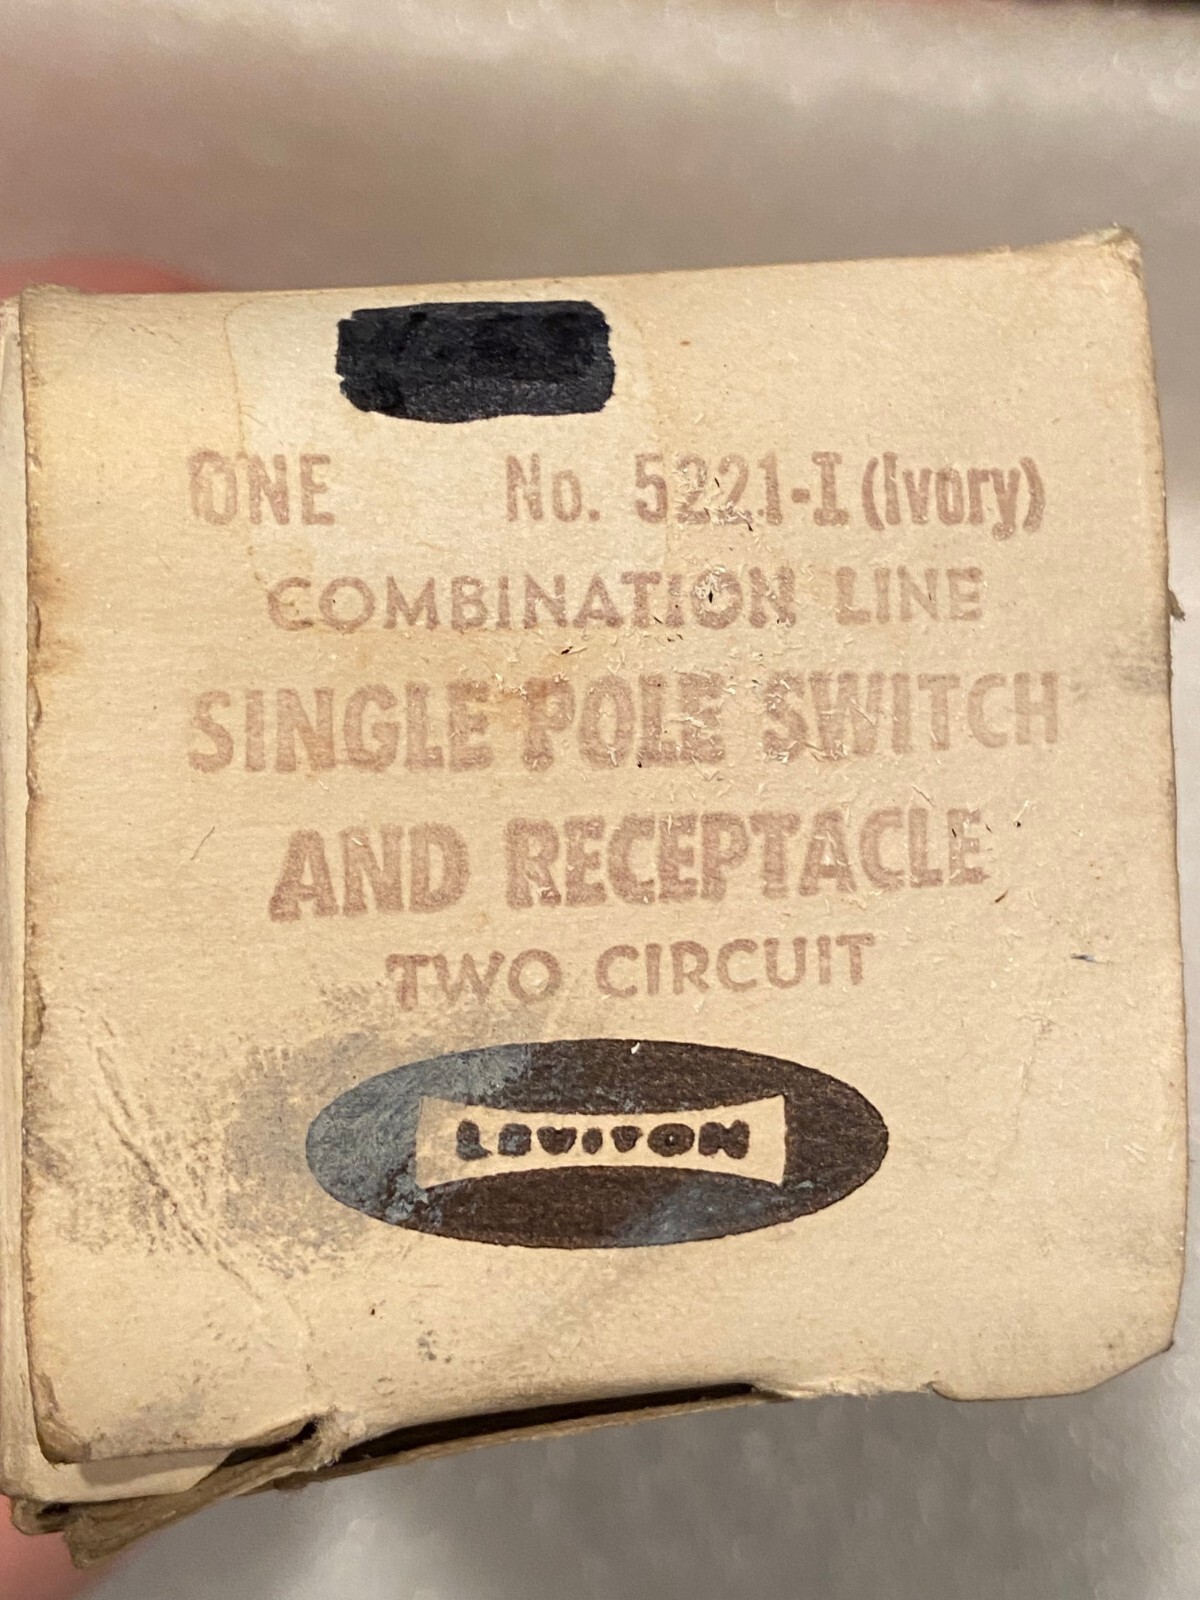 ONE No. 5221-I (Ivory)
COMBINATION LINE
SINGLE POLE SWITCH
AND RECEPTACLE
TWO CIRCUIT
LEVITON